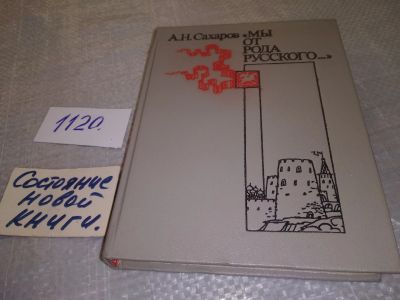 А.Н. Сахаров «МЫ
ОТ
РОДА
РУССКОГО...»
1120.
Состояние
новой
книги.